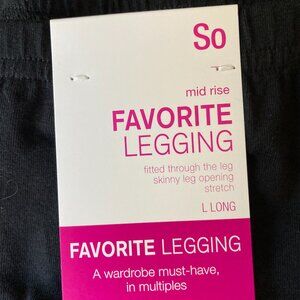 So
mid rise
FAVORITE
LEGGING
fitted through the leg
skinny leg opening
stretch
L LONG
FAVORITE LEGGING
A wardrobe must-have,
in multiples